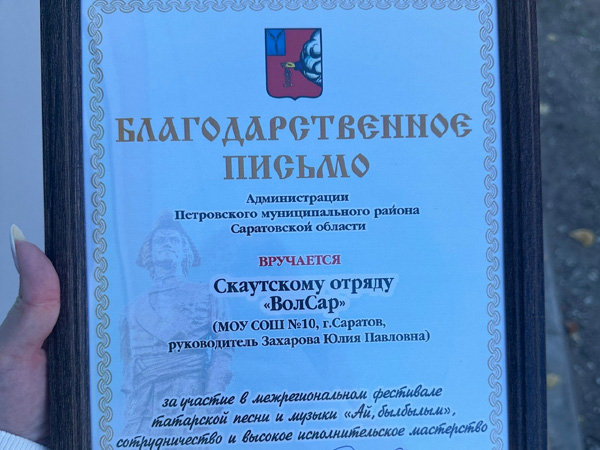 БЛАГОДАРСТВЕННОЕ
ПИСЬМО
Администрации
Петровского муниципального района
Саратовской области
ВРУЧАЕТСЯ
Скаутскому отряду
«ВолСар»
(МОУ СОШ №10, г.Саратов,
руководитель Захарова Юлия Павловна)
за участие в межрегиональном фестивале
татарской песни и музыки «Ай, былбылым»,
сотрудничество и высокое исполнительское мастерство